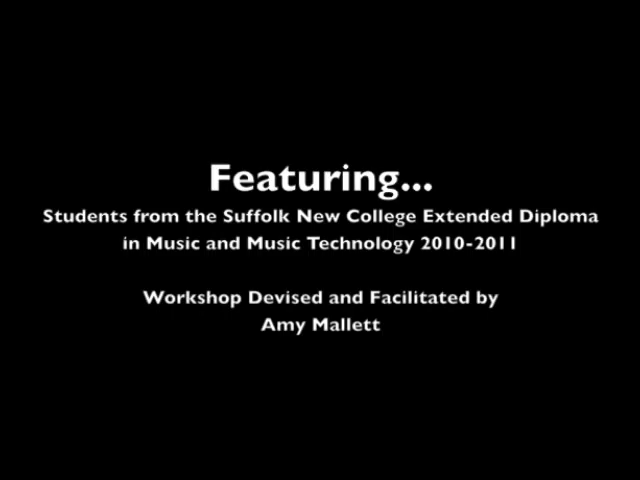 Featuring...
Students from the Suffolk New College Extended Diploma
in Music and Music Technology 2010-2011
Workshop Devised and Facilitated by
Amy Mallett